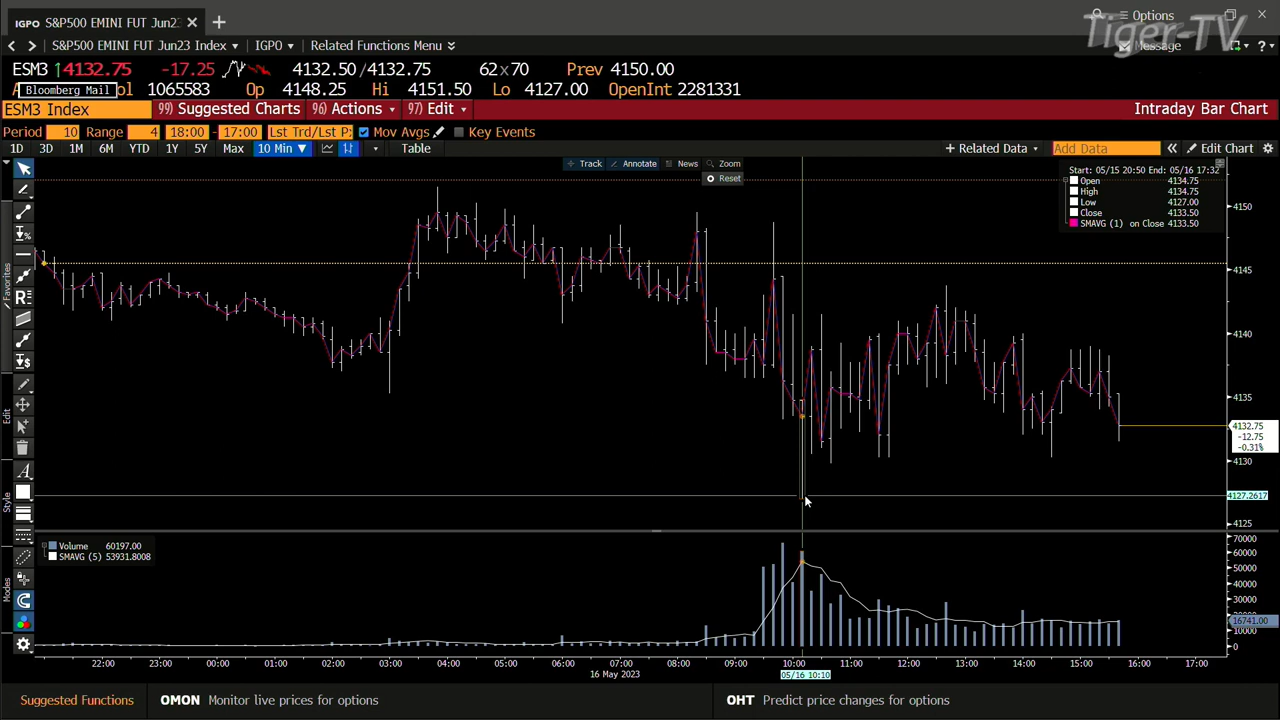 IGPO S&P500 EMINI FUT Jun23
Options
Tiger-TV
S&P500 EMINI FUT Jun23 Index IGPO Related Functions Menu Message
ESM3 4132.75 -17.25 4132.50 / 4132.75 62 x 70 Prev 4150.00
Bloomberg Mail 1065583 Op 4148.25 Hi 4151.50 Lo 4127.00 OpenInt 2281331
ESM3 Index 99) Suggested Charts 96) Actions 97) Edit Intraday Bar Chart
Period 10 Range 4 18:00 - 17:00 Lst Trd/Lst P; Mov Avgs Key Events
1D 3D 1M 6M YTD 1Y 5Y Max 10 Min Table + Related Data Add Data Edit Chart
Track Annotate News Zoom
Reset
Start: 05/15 20:50 End: 05/16 17:32
Open 4134.75
High 4134.75
Low 4127.00
Close 4133.50
SMAVG (1) on Close 4133.50
4150
4145
4140
4135
4132.75
-12.75
-0.31%
4130
4127.2617
4125
Favorites
Edit
Style
Modes
Volume 60197.00
SMAVG (5) 53931.8008
70000
60000
50000
40000
30000
16741.00
10000
0
22:00 23:00 00:00 01:00 02:00 03:00 04:00 05:00 06:00 07:00 08:00 09:00 10:00 11:00 12:00 13:00 14:00 15:00 16:00 17:00
16 May 2023 05/16 10:10
Suggested Functions OMON Monitor live prices for options OHT Predict price changes for options